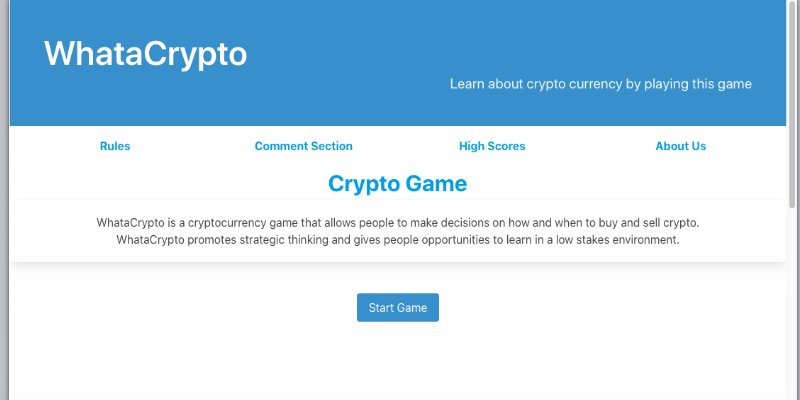 WhataCrypto
Learn about crypto currency by playing this game
Rules Comment Section High Scores About Us
Crypto Game
WhataCrypto is a cryptocurrency game that allows people to make decisions on how and when to buy and sell crypto.
WhataCrypto promotes strategic thinking and gives people opportunities to learn in a low stakes environment.
Start Game